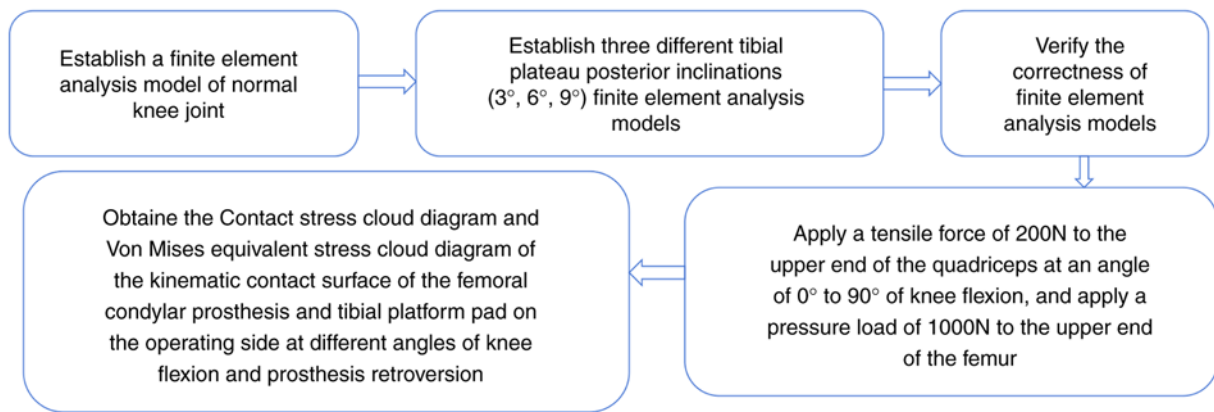 Establish a finite element
analysis model of normal
knee joint
Establish three different tibial
plateau posterior inclinations
(3°, 6°, 9°) finite element analysis
models
Verify the
correctness of
finite element
analysis models
Apply a tensile force of 200N to the
upper end of the quadriceps at an angle
of 0° to 90° of knee flexion, and apply a
pressure load of 1000N to the upper end
of the femur
Obtaine the Contact stress cloud diagram and
Von Mises equivalent stress cloud diagram of
the kinematic contact surface of the femoral
condylar prosthesis and tibial platform pad on
the operating side at different angles of knee
flexion and prosthesis retroversion